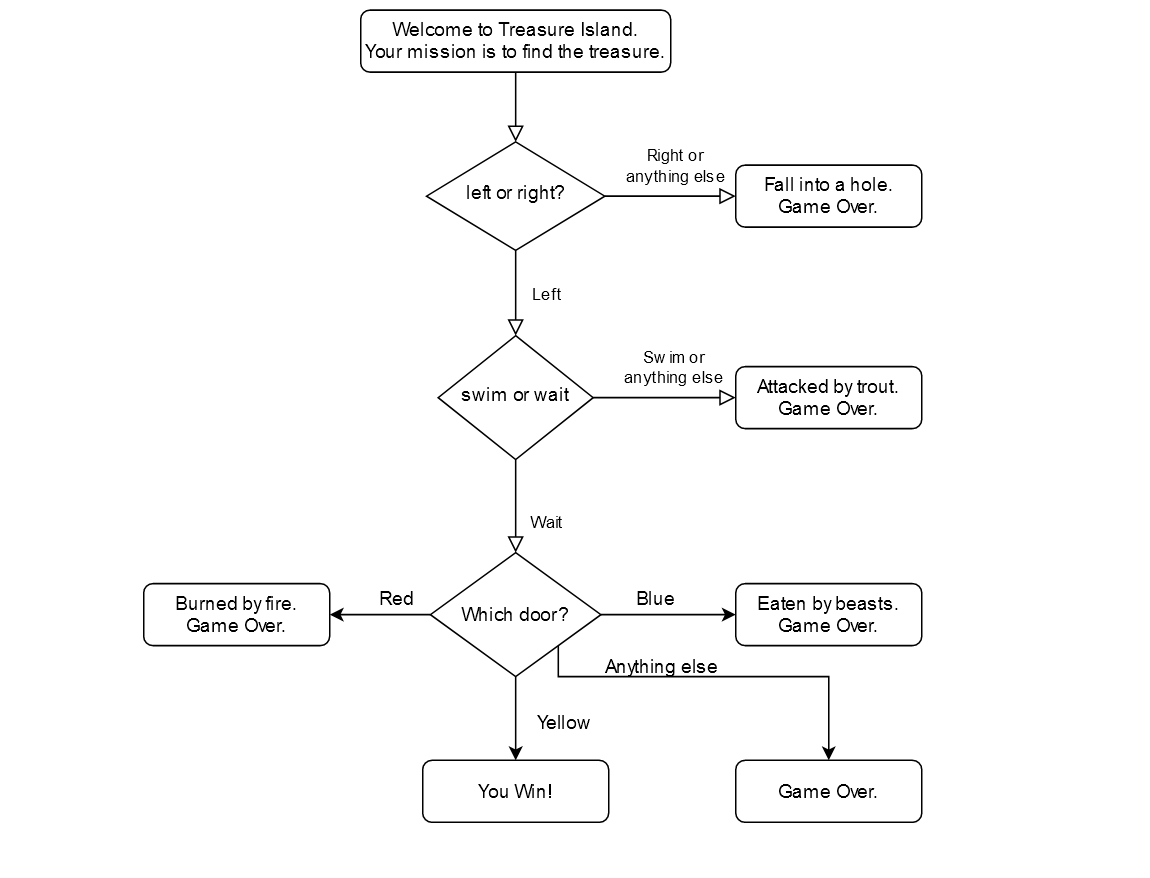 Welcome to Treasure Island.
Your mission is to find the treasure.
left or right?
Right or
anything else
Fall into a hole.
Game Over.
Left
swim or wait
Swim or
anything else
Attacked by trout.
Game Over.
Wait
Which door?
Red
Burned by fire.
Game Over.
Blue
Eaten by beasts.
Game Over.
Anything else
Yellow
You Win!
Game Over.